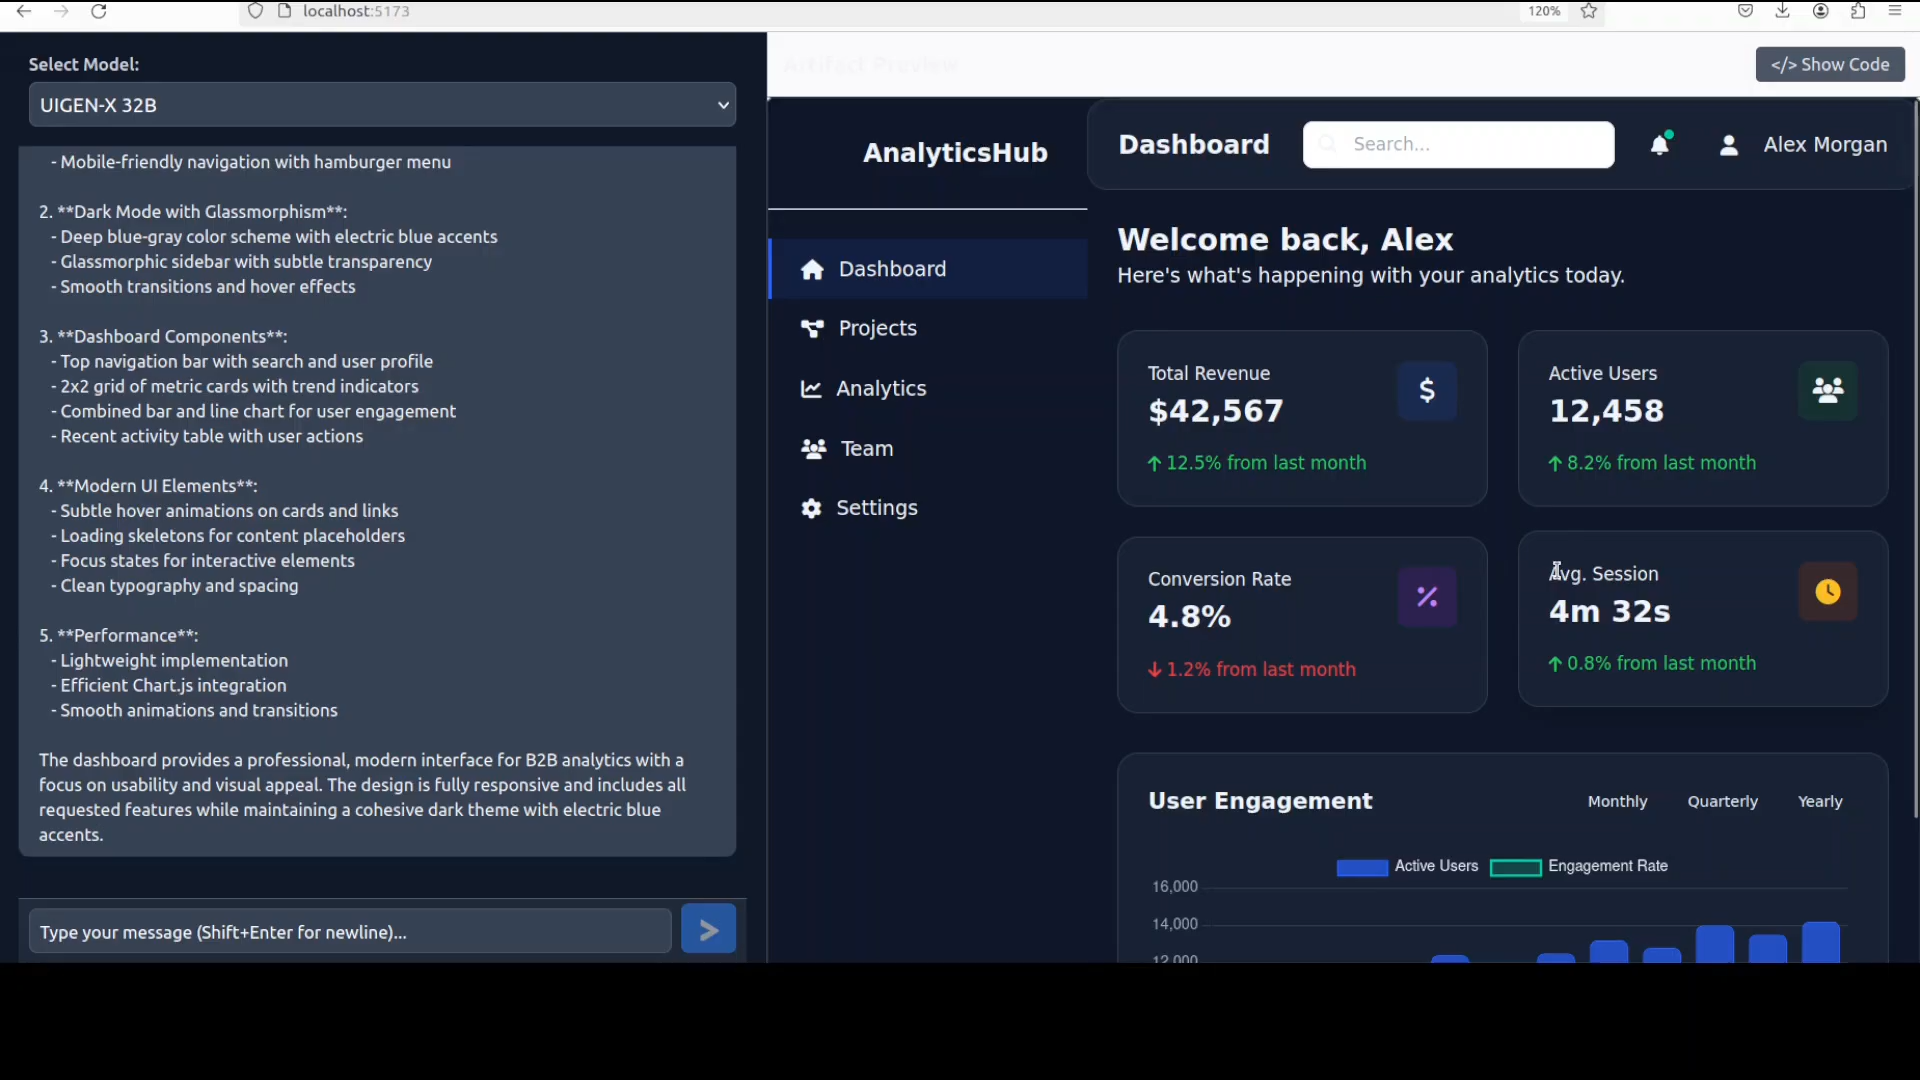 localhost:5173
120%
Select Model:
UIGEN-X 32B
- Mobile-friendly navigation with hamburger menu
2. **Dark Mode with Glassmorphism**:
- Deep blue-gray color scheme with electric blue accents
- Glassmorphic sidebar with subtle transparency
- Smooth transitions and hover effects
3. **Dashboard Components**:
- Top navigation bar with search and user profile
- 2x2 grid of metric cards with trend indicators
- Combined bar and line chart for user engagement
- Recent activity table with user actions
4. **Modern UI Elements**:
- Subtle hover animations on cards and links
- Loading skeletons for content placeholders
- Focus states for interactive elements
- Clean typography and spacing
5. **Performance**:
- Lightweight implementation
- Efficient Chart.js integration
- Smooth animations and transitions
The dashboard provides a professional, modern interface for B2B analytics with a
focus on usability and visual appeal. The design is fully responsive and includes all
requested features while maintaining a cohesive dark theme with electric blue
accents.
Type your message (Shift+Enter for newline)...
Artifact Preview
</> Show Code
AnalyticsHub
Dashboard
Projects
Analytics
Team
Settings
Dashboard
Search...
Alex Morgan
Welcome back, Alex
Here's what's happening with your analytics today.
Total Revenue
$42,567
12.5% from last month
Active Users
12,458
8.2% from last month
Conversion Rate
4.8%
1.2% from last month
Avg. Session
4m 32s
0.8% from last month
User Engagement
Monthly
Quarterly
Yearly
Active Users
Engagement Rate
16,000
14,000
12,000